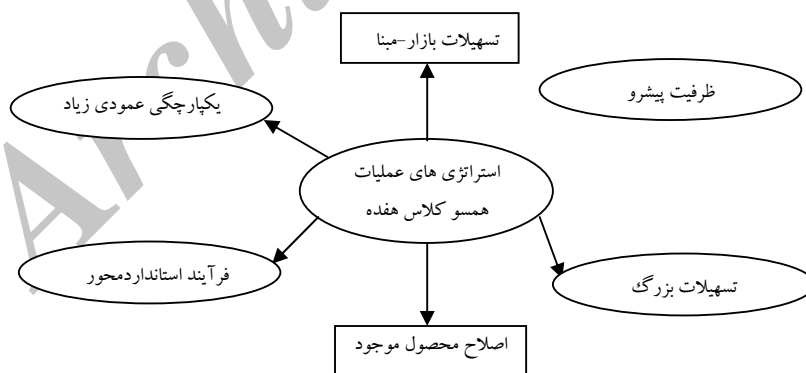 تسهیلات بازار-مبنا
ظرفیت پیشرو
یکپارچگی عمودی زیاد
استراتژی های عملیات
همسو کلاس هفده
فرآیند استانداردمحور
تسهیلات بزرگ
اصلاح محصول موجود